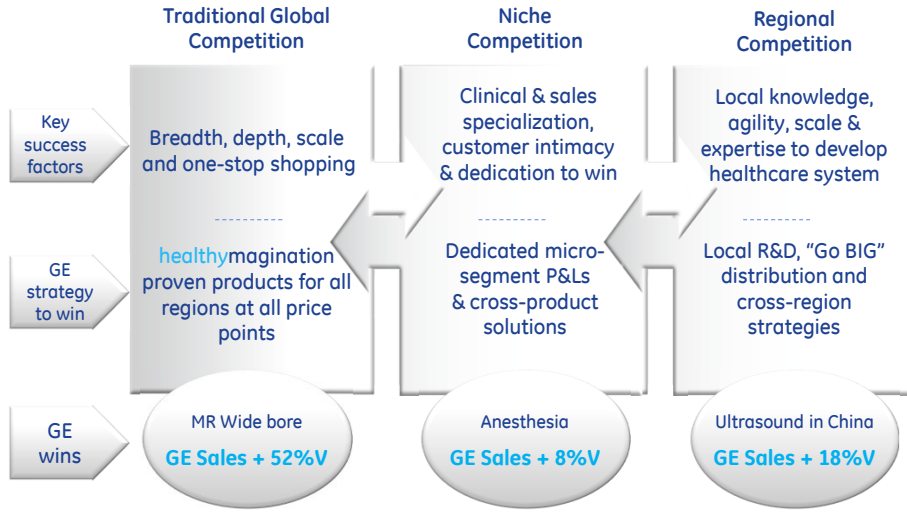 Traditional Global
Competition
Niche
Competition
Regional
Competition
Key
success
factors
Breadth, depth, scale
and one-stop shopping
Clinical & sales
specialization,
customer intimacy
& dedication to win
Local knowledge,
agility, scale &
expertise to develop
healthcare system
GE
strategy
to win
healthymagination
proven products for all
regions at all price
points
Dedicated micro-
segment P&Ls
& cross-product
solutions
Local R&D, “Go BIG”
distribution and
cross-region
strategies
GE
wins
MR Wide bore
GE Sales + 52%V
Anesthesia
GE Sales + 8%V
Ultrasound in China
GE Sales + 18%V